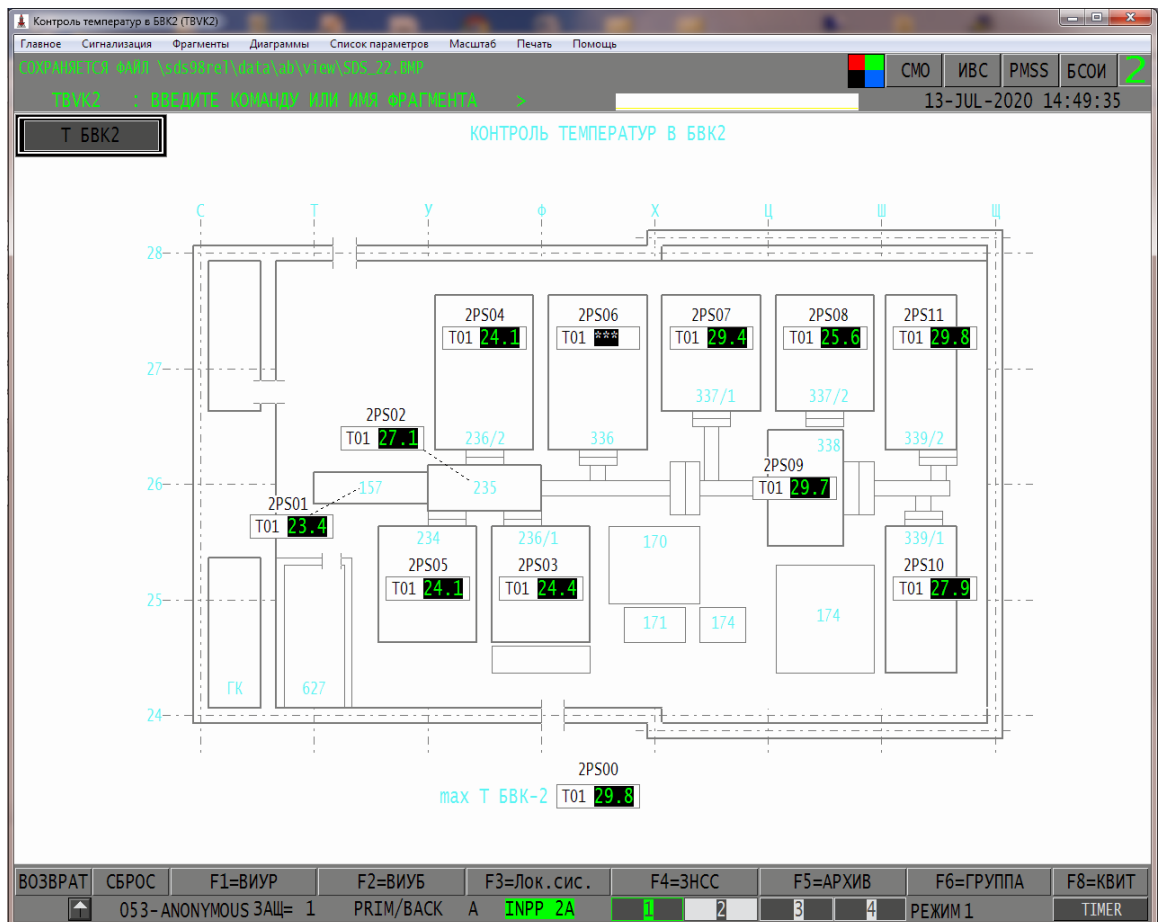 Контроль температур в БВК2 (TBVK2)
Главное Сигнализация Фрагменты Диаграммы Список параметров Масштаб Печать Помощь
СОХРАНЯЕТСЯ ФАЙЛ \sds98rel\data\ab\view\SDS_22.BMP
СМО ИВС PMSS БСОИ 2
TBVK2 : ВВЕДИТЕ КОМАНДУ ИЛИ ИМЯ ФРАГМЕНТА >
13-JUL-2020 14:49:35
Т БВК2
КОНТРОЛЬ ТЕМПЕРАТУР В БВК2
С Т У Ф Х Ц Ш Щ
28
2PS04 2PS06 2PS07 2PS08 2PS11
T01 24.1 T01 *** T01 29.4 T01 25.6 T01 29.8
27
337/1 337/2
2PS02
T01 27.1 236/2 336 338 339/2
2PS09
26 157 235 T01 29.7
2PS01
T01 23.4
234 236/1 170 339/1
2PS05 2PS03 2PS10
T01 24.1 T01 24.4 T01 27.9
25
171 174 174
ГК 627
24
2PS00
max Т БВК-2 T01 29.8
ВОЗВРАТ СБРОС F1=ВИУР F2=ВИУБ F3=Лок.сис. F4=ЗНСС F5=АРХИВ F6=ГРУППА F8=КВИТ
053-ANONYMOUS ЗАЩ= 1 PRIM/BACK A INPP 2A 1 2 3 4 РЕЖИМ 1 TIMER